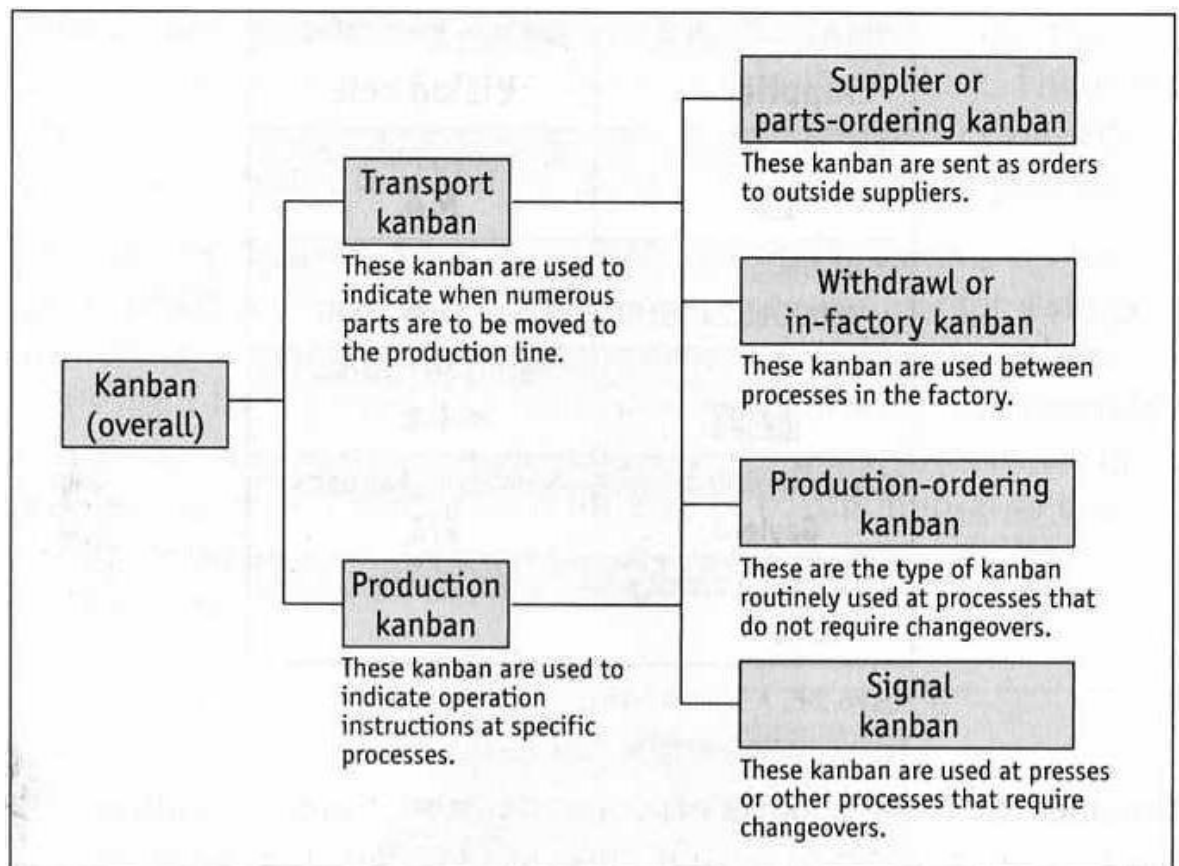 Kanban
(overall)
Transport
kanban
These kanban are used to
indicate when numerous
parts are to be moved to
the production line.
Production
kanban
These kanban are used to
indicate operation
instructions at specific
processes.
Supplier or
parts-ordering kanban
These kanban are sent as orders
to outside suppliers.
Withdrawl or
in-factory kanban
These kanban are used between
processes in the factory.
Production-ordering
kanban
These are the type of kanban
routinely used at processes that
do not require changeovers.
Signal
kanban
These kanban are used at presses
or other processes that require
changeovers.